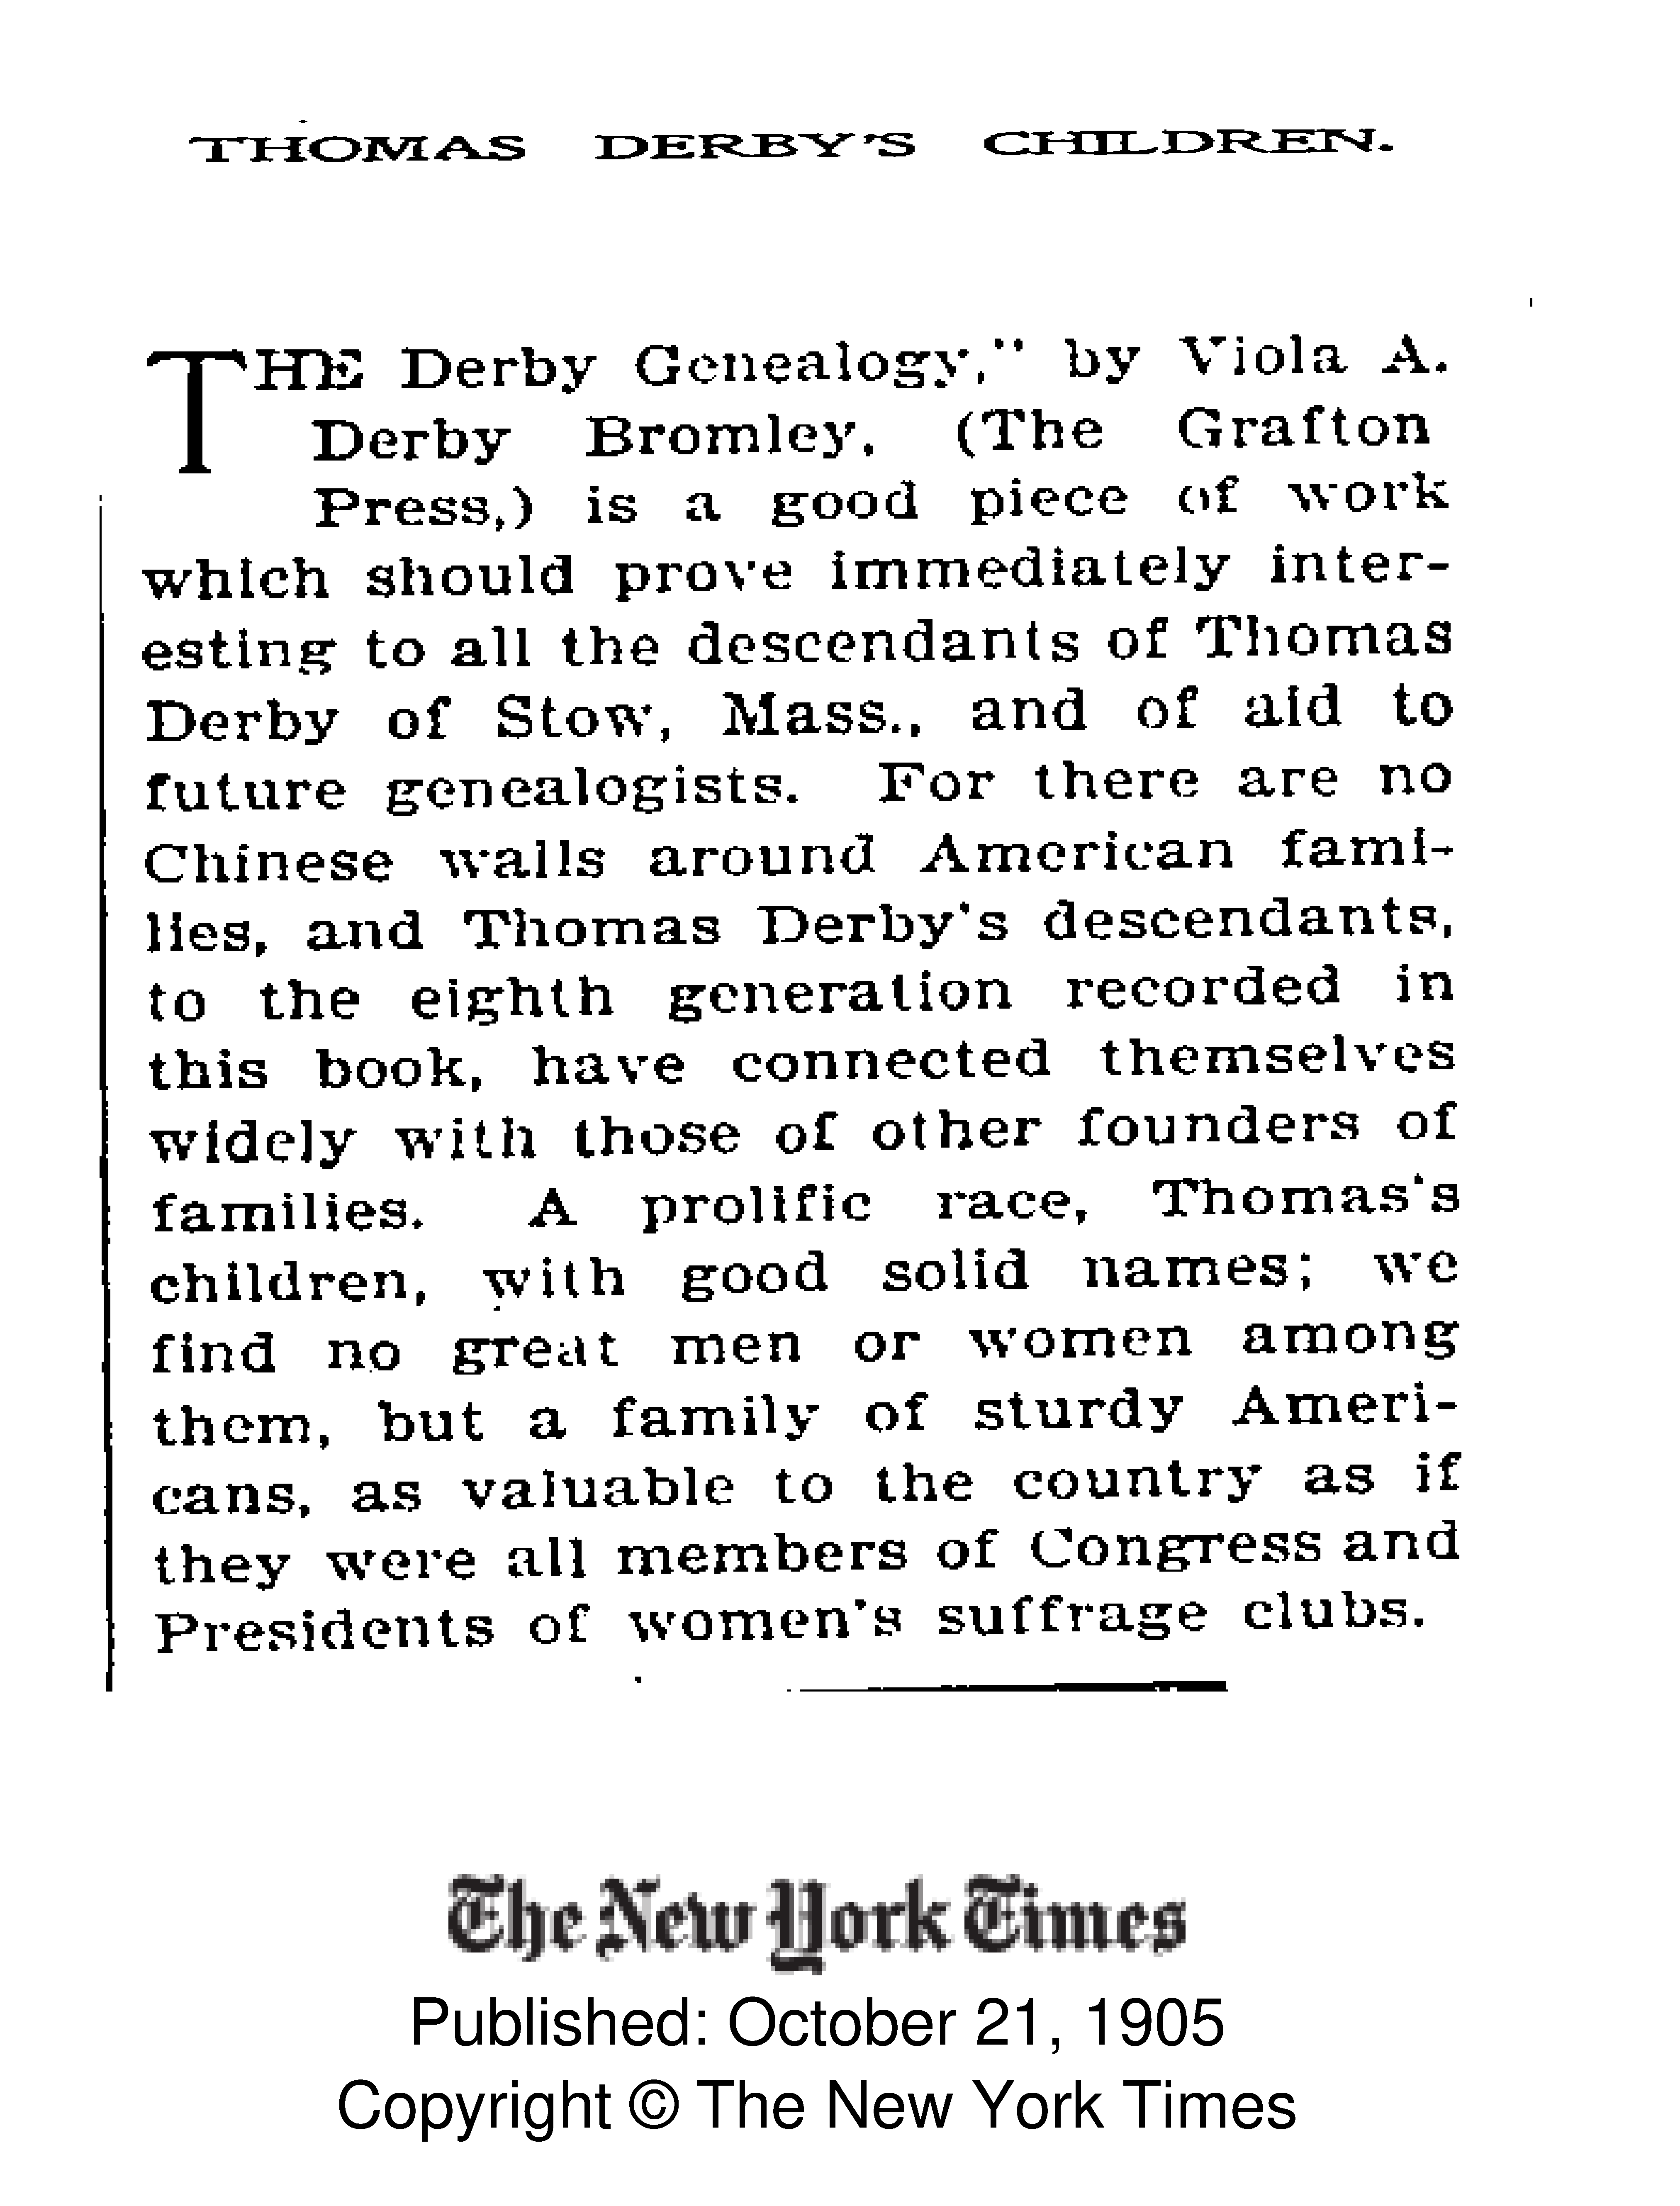 THOMAS DERBY'S CHILDREN.
THE Derby Genealogy," by Viola A.
Derby Bromley, (The Grafton
Press,) is a good piece of work
which should prove immediately inter-
esting to all the descendants of Thomas
Derby of Stow, Mass., and of aid to
future genealogists. For there are no
Chinese walls around American fami-
lies, and Thomas Derby's descendants,
to the eighth generation recorded in
this book, have connected themselves
widely with those of other founders of
families. A prolific race, Thomas's
children, with good solid names; we
find no great men or women among
them, but a family of sturdy Ameri-
cans, as valuable to the country as if
they were all members of Congress and
Presidents of women's suffrage clubs.
The New York Times
Published: October 21, 1905
Copyright © The New York Times